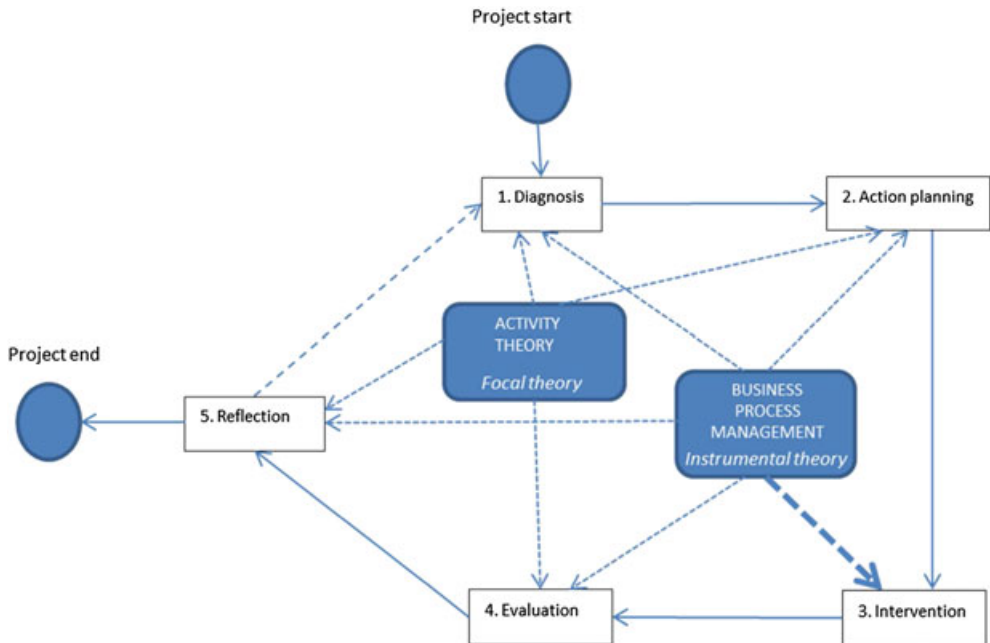 Project start
1. Diagnosis
2. Action planning
ACTIVITY
THEORY
Focal theory
Project end
BUSINESS
PROCESS
MANAGEMENT
Instrumental theory
5. Reflection
4. Evaluation
3. Intervention